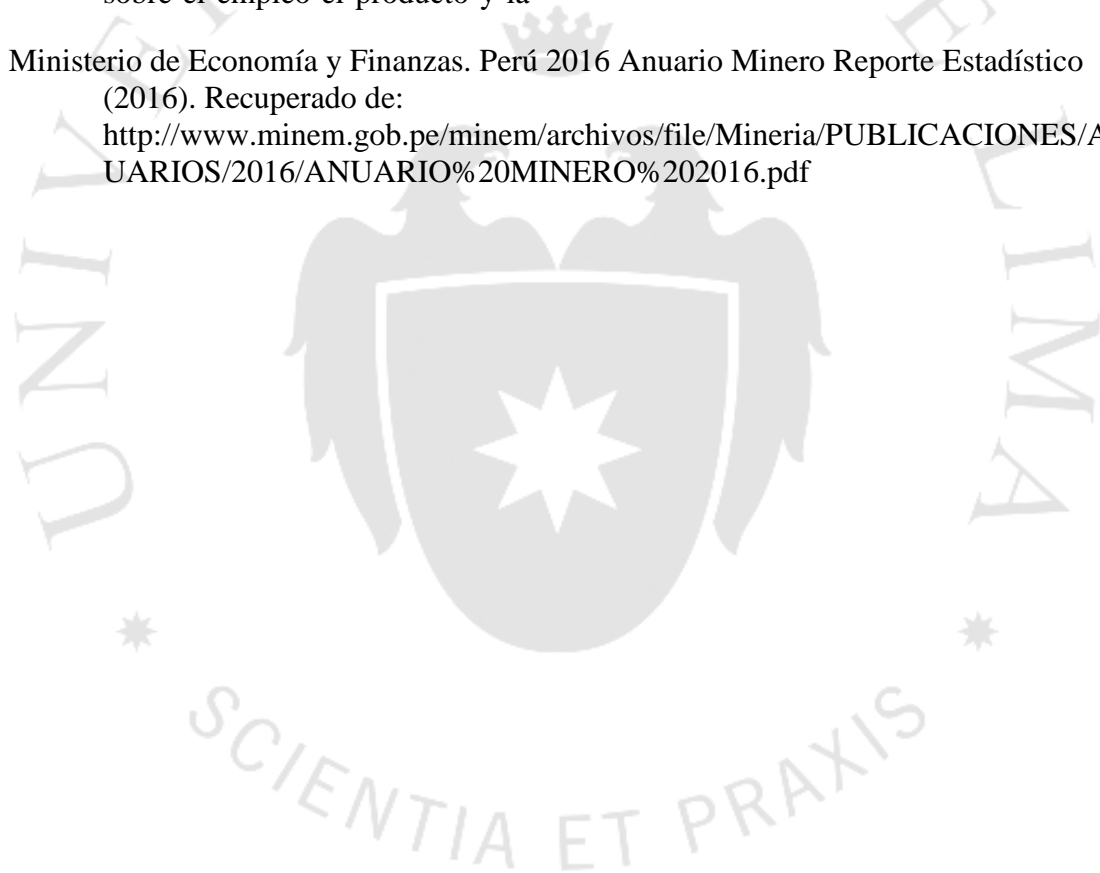 sobre el empleo el producto y la
Ministerio de Economía y Finanzas. Perú 2016 Anuario Minero Reporte Estadístico
(2016). Recuperado de:
http://www.minem.gob.pe/minem/archivos/file/Mineria/PUBLICACIONES/A
UARIOS/2016/ANUARIO%20MINERO%202016.pdf
SCIENTIA ET PRAXIS